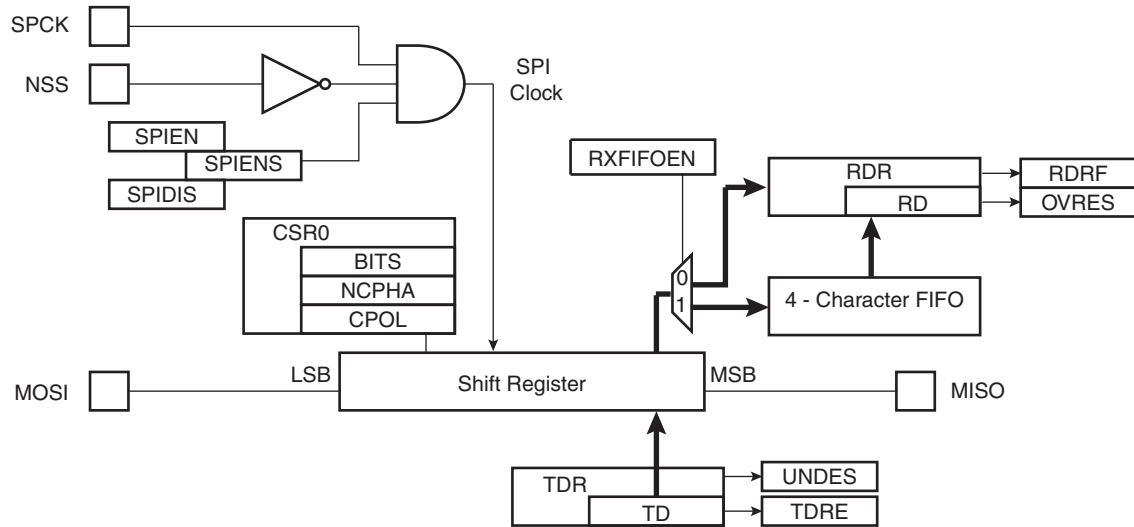 SPCK
NSS
SPI
Clock
SPIEN
SPIENS
SPIDIS
RXFIFOEN
RDR
RD
RDRF
OVRES
CSR0
BITS
NCPHA
CPOL
0
1
4 - Character FIFO
MOSI
LSB
Shift Register
MSB
MISO
TDR
TD
UNDES
TDRE